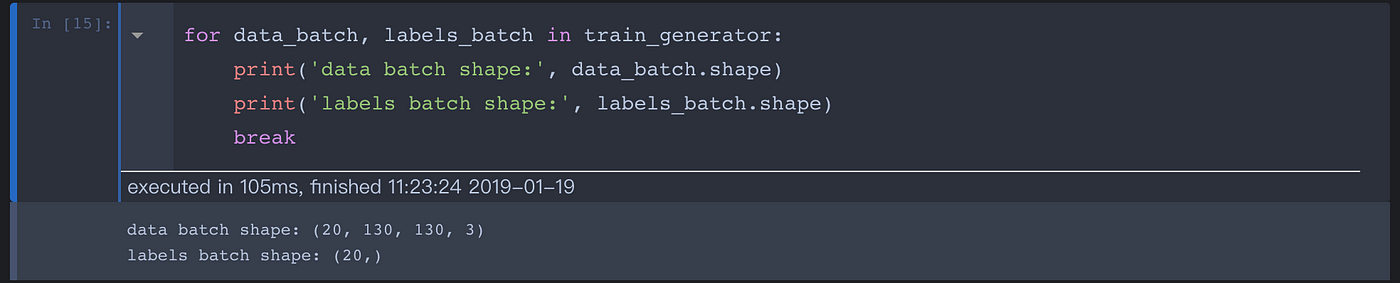 In [15]:
for data_batch, labels_batch in train_generator:
    print('data batch shape:', data_batch.shape)
    print('labels batch shape:', labels_batch.shape)
    break
executed in 105ms, finished 11:23:24 2019-01-19
data batch shape: (20, 130, 130, 3)
labels batch shape: (20,)